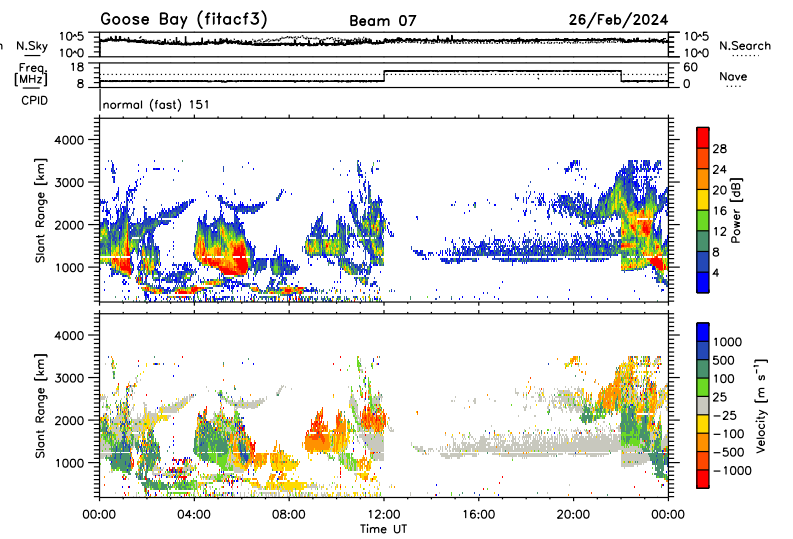 Goose Bay (fitacf3) Beam 07 26/Feb/2024
n N.Sky 10^5 10^0 10^5 10^0 N.Search
Freq. [MHz] 18 8 60 0 Nave
CPID normal (fast) 151
Slant Range [km] 4000 3000 2000 1000
28 24 20 16 12 8 4 Power [dB]
Slant Range [km] 4000 3000 2000 1000
1000 500 100 25 -25 -100 -500 -1000 Velocity [m s⁻¹]
00:00 04:00 08:00 12:00 16:00 20:00 00:00
Time UT